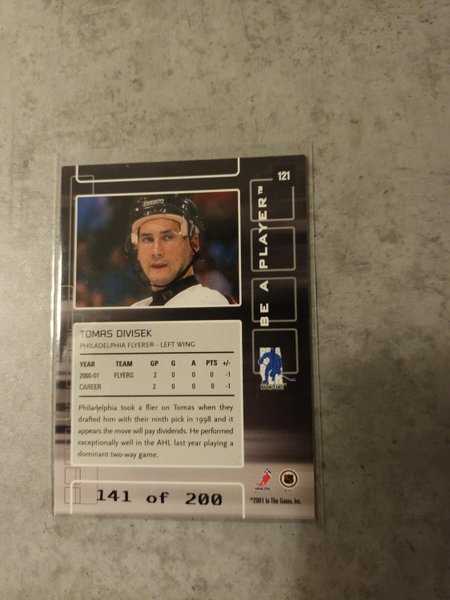 121
BE A PLAYER™
TOMAS DIVISEK
PHILADELPHIA FLYERS® - LEFT WING
YEAR TEAM GP G A PTS +/-
2000-01 FLYERS 2 0 0 0 -1
CAREER 2 0 0 0 -1
Philadelphia took a flier on Tomas when they
drafted him with their ninth pick in 1998 and it
appears the move will pay dividends. He performed
exceptionally well in the AHL last year playing a
dominant two-way game.
141 of 200
©2001 In The Game, Inc.